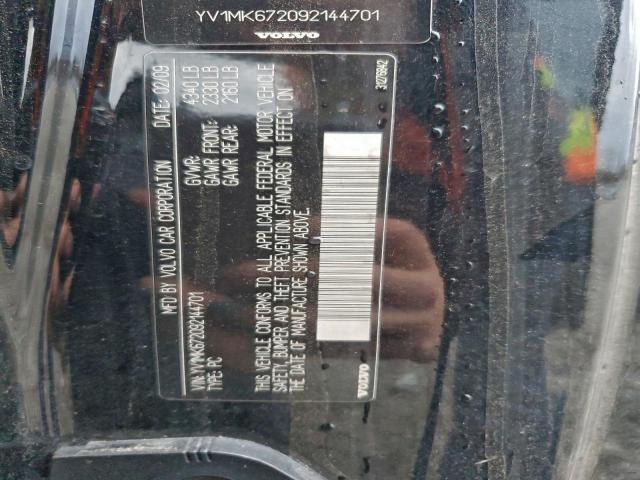 YV1MK672092144701
VOLVO
MFD BY VOLVO CAR CORPORATION DATE: 02/09
GVWR: 4340 LB
GAWR FRONT: 2330 LB
GAWR REAR: 2160 LB
VIN: YV1MK672092144701
TYPE: PC
THIS VEHICLE CONFORMS TO ALL APPLICABLE FEDERAL MOTOR VEHICLE
SAFETY, BUMPER AND THEFT PREVENTION STANDARDS IN EFFECT ON
THE DATE OF MANUFACTURE SHOWN ABOVE.
VOLVO 31276942